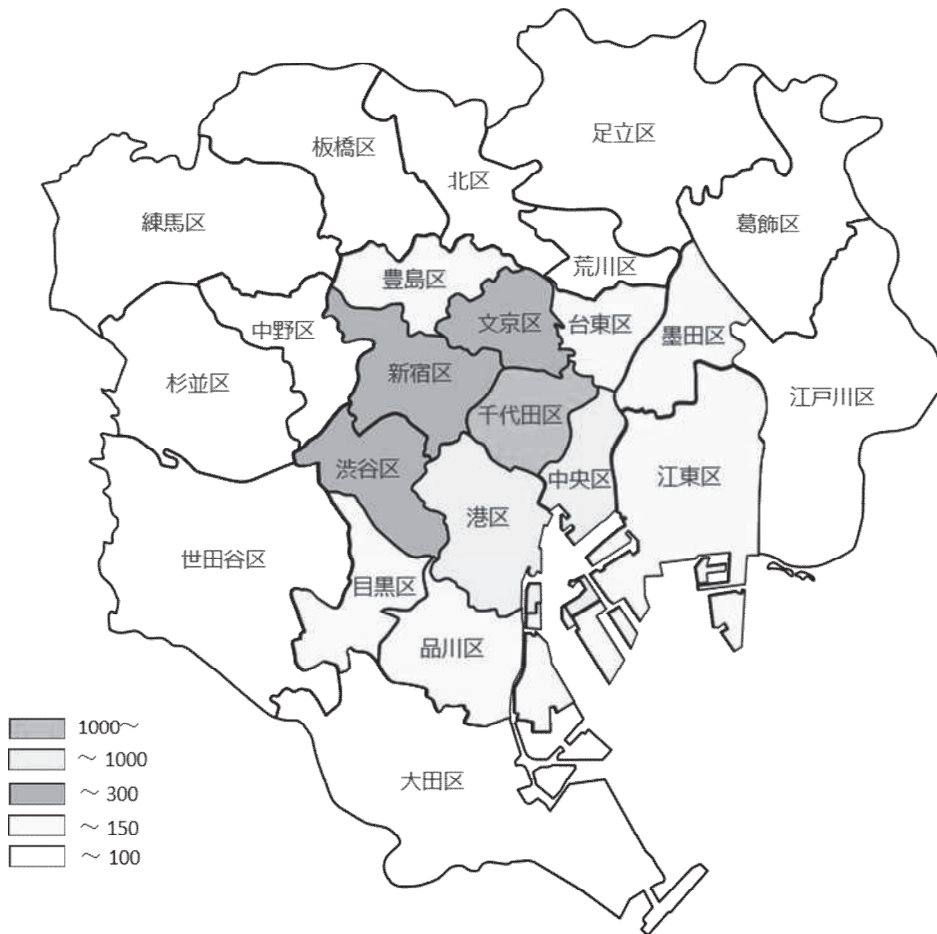 足立区
板橋区
北区
葛飾区
練馬区
荒川区
豊島区
文京区
台東区
中野区
墨田区
新宿区
杉並区
江戸川区
千代田区
渋谷区
中央区
江東区
港区
世田谷区
目黒区
品川区
大田区
1000～
～1000
～300
～150
～100